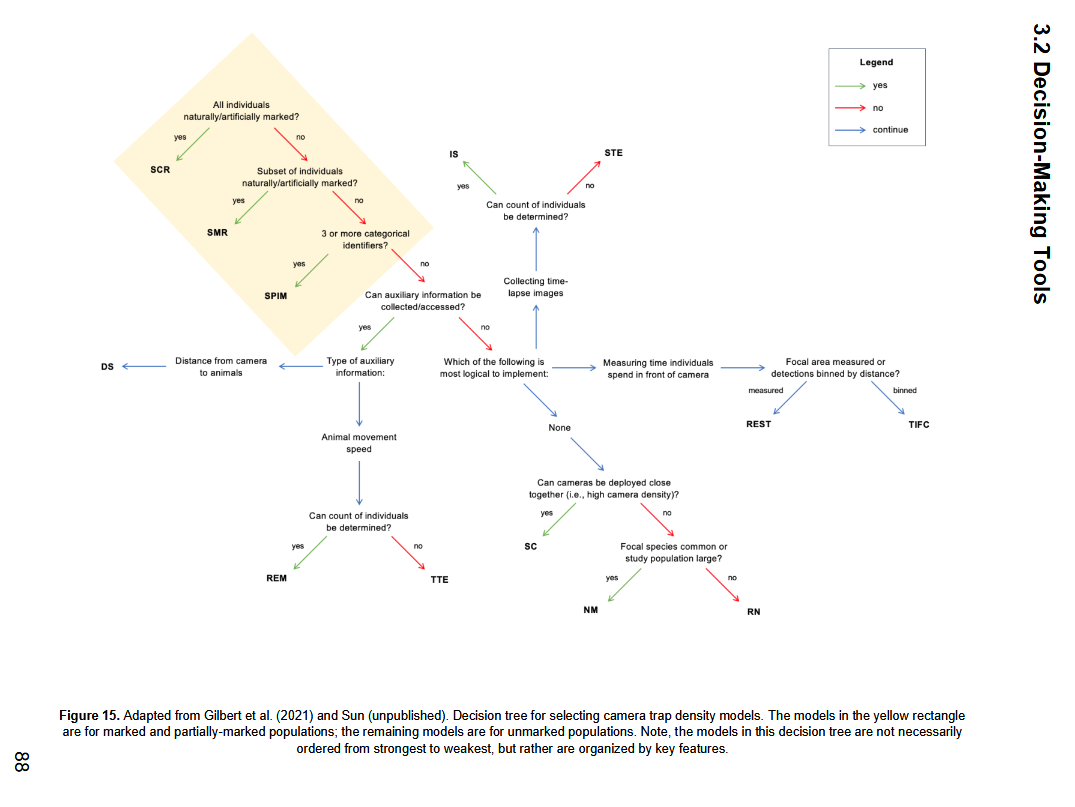 3.2 Decision-Making Tools
Legend
yes
no
continue
All individuals
naturally/artificially marked?
yes
no
SCR
Subset of individuals
naturally/artificially marked?
yes
no
SMR
3 or more categorical
identifiers?
yes
no
SPIM
Can auxiliary information be
collected/accessed?
yes
no
IS
STE
yes
no
Can count of individuals
be determined?
Collecting time-
lapse images
DS
Distance from camera
to animals
Type of auxiliary
information:
Which of the following is
most logical to implement:
Measuring time individuals
spend in front of camera
Focal area measured or
detections binned by distance?
measured
binned
REST
TIFC
Animal movement
speed
None
Can count of individuals
be determined?
yes
no
REM
TTE
Can cameras be deployed close
together (i.e., high camera density)?
yes
no
SC
Focal species common or
study population large?
yes
no
NM
RN
Figure 15. Adapted from Gilbert et al. (2021) and Sun (unpublished). Decision tree for selecting camera trap density models. The models in the yellow rectangle
are for marked and partially-marked populations; the remaining models are for unmarked populations. Note, the models in this decision tree are not necessarily
ordered from strongest to weakest, but rather are organized by key features.
88